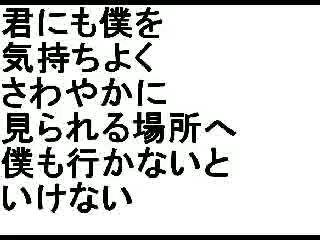 君にも僕を
気持ちよく
さわやかに
見られる場所へ
僕も行かないと
いけない